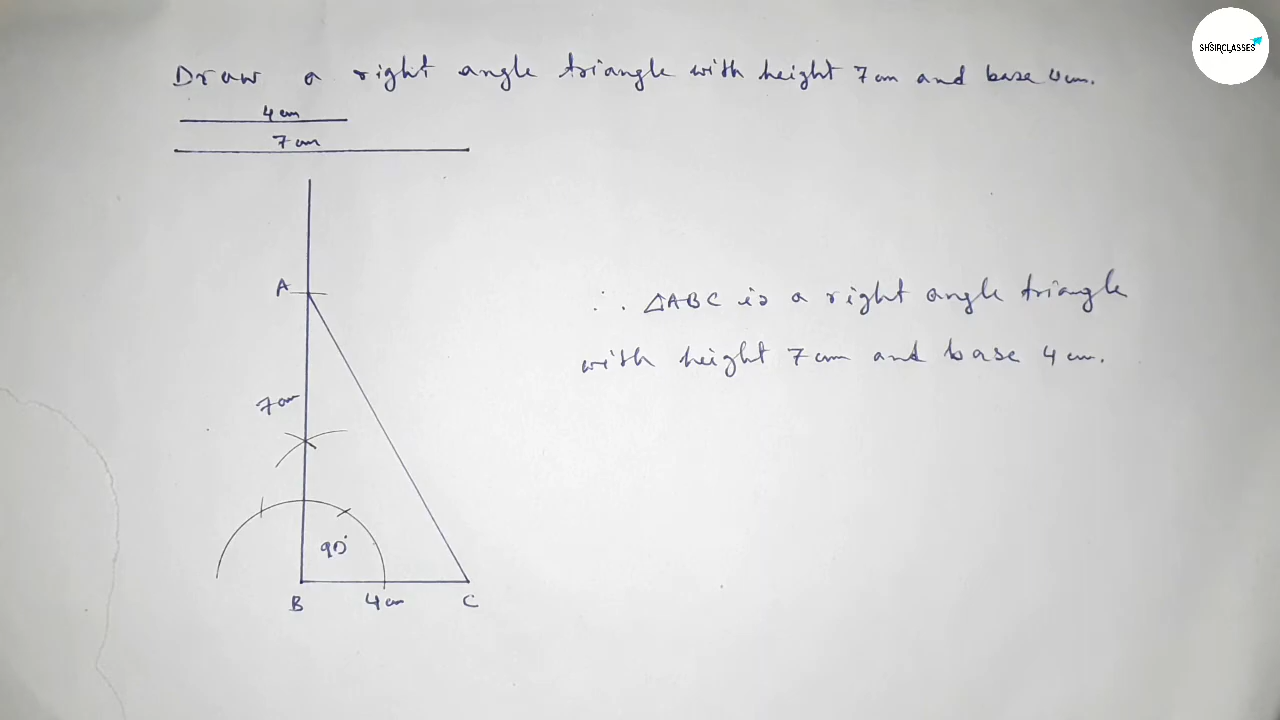 SHSIRCLASSES
Draw a right angle triangle with height 7cm and base 4cm.
4cm
7cm
A
∴ △ABC is a right angle triangle
with height 7cm and base 4cm.
7cm
90°
B 4cm C